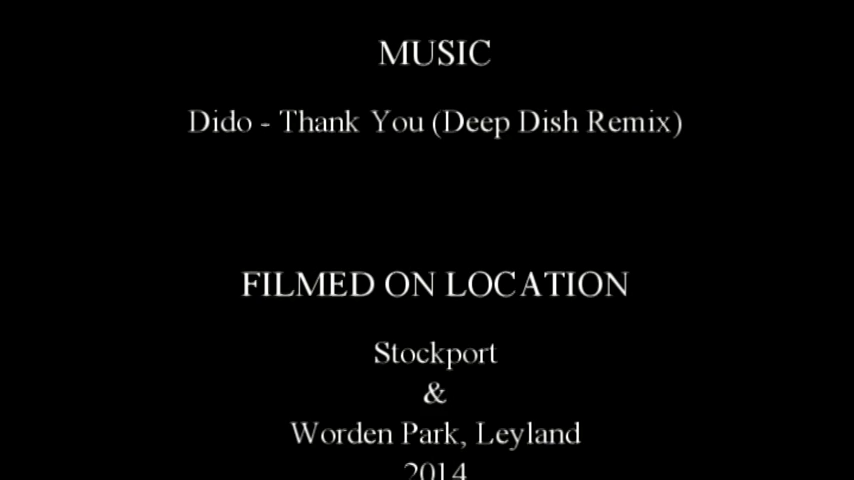 MUSIC
Dido - Thank You (Deep Dish Remix)
FILMED ON LOCATION
Stockport
&
Worden Park, Leyland
2014